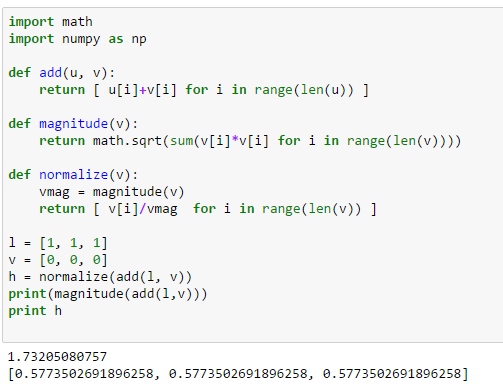 import math
import numpy as np
def add(u, v):
    return [ u[i]+v[i] for i in range(len(u)) ]
def magnitude(v):
    return math.sqrt(sum(v[i]*v[i] for i in range(len(v))))
def normalize(v):
    vmag = magnitude(v)
    return [ v[i]/vmag  for i in range(len(v)) ]
l = [1, 1, 1]
v = [0, 0, 0]
h = normalize(add(l, v))
print(magnitude(add(l,v)))
print h
1.73205080757
[0.5773502691896258, 0.5773502691896258, 0.5773502691896258]